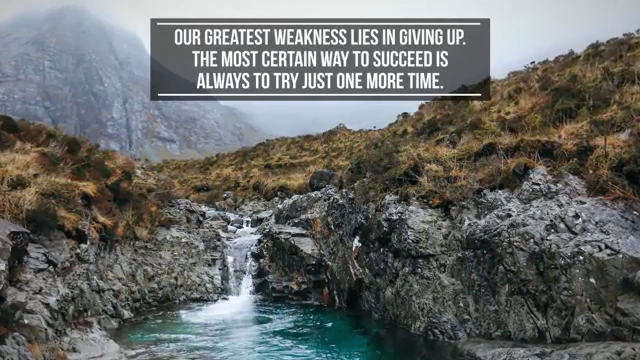 OUR GREATEST WEAKNESS LIES IN GIVING UP.
THE MOST CERTAIN WAY TO SUCCEED IS
ALWAYS TO TRY JUST ONE MORE TIME.